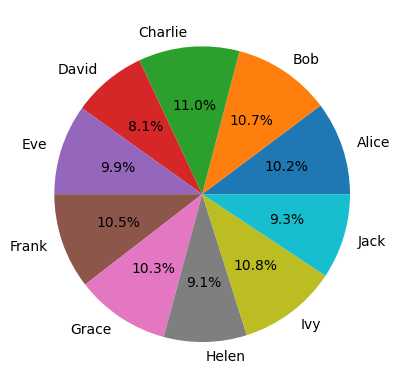 Charlie
Bob
David
11.0%
10.7%
8.1%
Alice
Eve
9.9%
10.2%
10.5%
9.3%
Frank
Jack
10.3%
10.8%
9.1%
Grace
Ivy
Helen